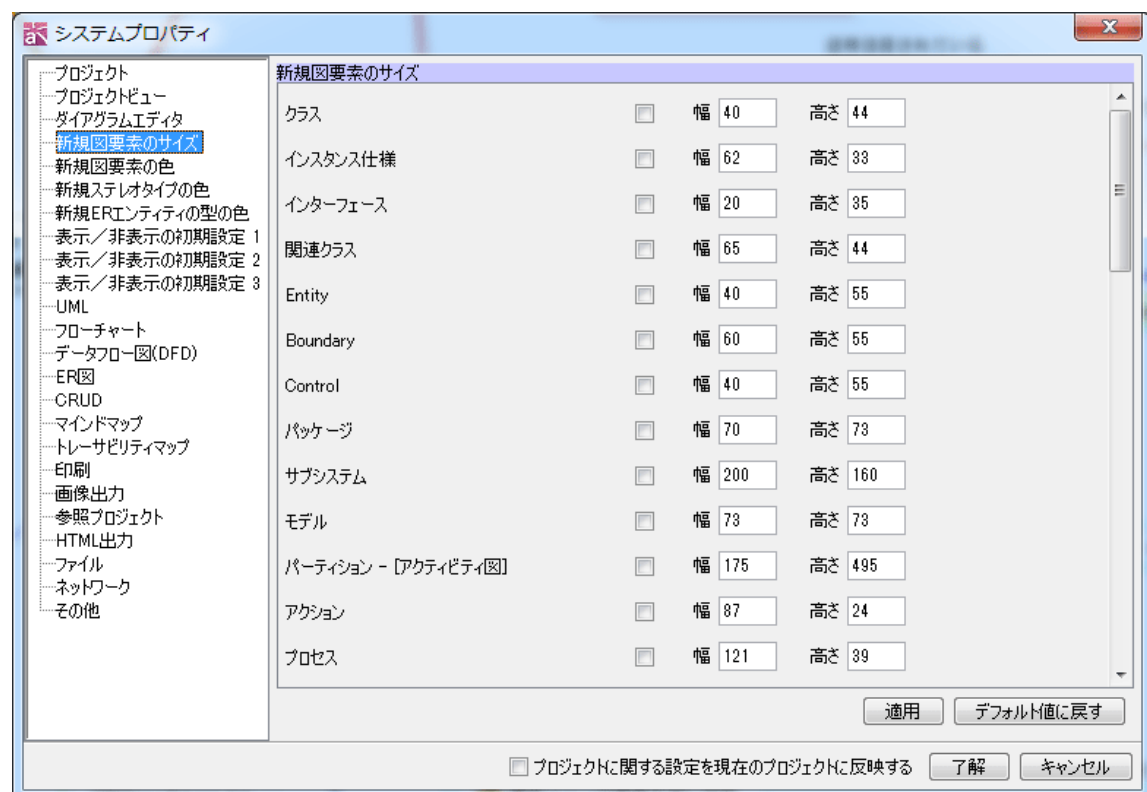 システムプロパティ
プロジェクト
プロジェクトビュー
ダイアグラムエディタ
新規図要素のサイズ
新規図要素の色
新規ステレオタイプの色
新規ERエンティティの型の色
表示／非表示の初期設定 1
表示／非表示の初期設定 2
表示／非表示の初期設定 3
UML
フローチャート
データフロー図(DFD)
ER図
CRUD
マインドマップ
トレーサビリティマップ
印刷
画像出力
参照プロジェクト
HTML出力
ファイル
ネットワーク
その他
新規図要素のサイズ
クラス 幅 40 高さ 44
インスタンス仕様 幅 62 高さ 33
インターフェース 幅 20 高さ 35
関連クラス 幅 65 高さ 44
Entity 幅 40 高さ 55
Boundary 幅 60 高さ 55
Control 幅 40 高さ 55
パッケージ 幅 70 高さ 73
サブシステム 幅 200 高さ 160
モデル 幅 73 高さ 73
パーティション - [アクティビティ図] 幅 175 高さ 495
アクション 幅 87 高さ 24
プロセス 幅 121 高さ 39
適用 デフォルト値に戻す
プロジェクトに関する設定を現在のプロジェクトに反映する 了解 キャンセル